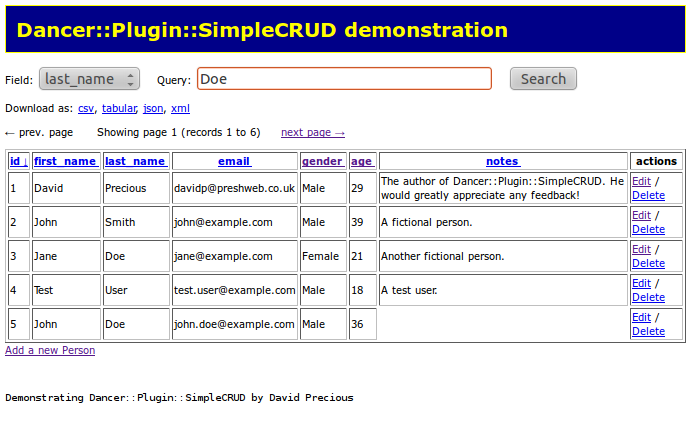 Dancer::Plugin::SimpleCRUD demonstration
Field: last_name Query: Doe Search
Download as: csv, tabular, json, xml
← prev. page Showing page 1 (records 1 to 6) next page →
id ↓ first_name last_name email gender age notes actions
1 David Precious davidp@preshweb.co.uk Male 29 The author of Dancer::Plugin::SimpleCRUD. He Edit /
would greatly appreciate any feedback! Delete
2 John Smith john@example.com Male 39 A fictional person. Edit /
Delete
3 Jane Doe jane@example.com Female 21 Another fictional person. Edit /
Delete
4 Test User test.user@example.com Male 18 A test user. Edit /
Delete
5 John Doe john.doe@example.com Male 36 Edit /
Delete
Add a new Person
Demonstrating Dancer::Plugin::SimpleCRUD by David Precious